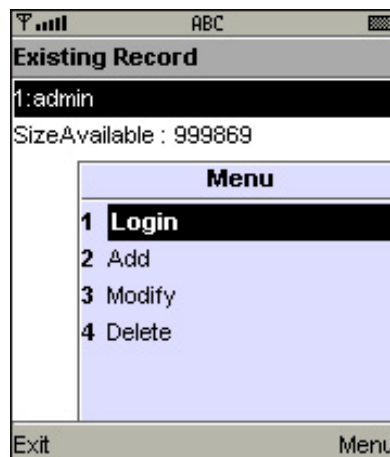 ABC
Existing Record
1:admin
SizeAvailable : 999869
Menu
1 Login
2 Add
3 Modify
4 Delete
Exit Menu